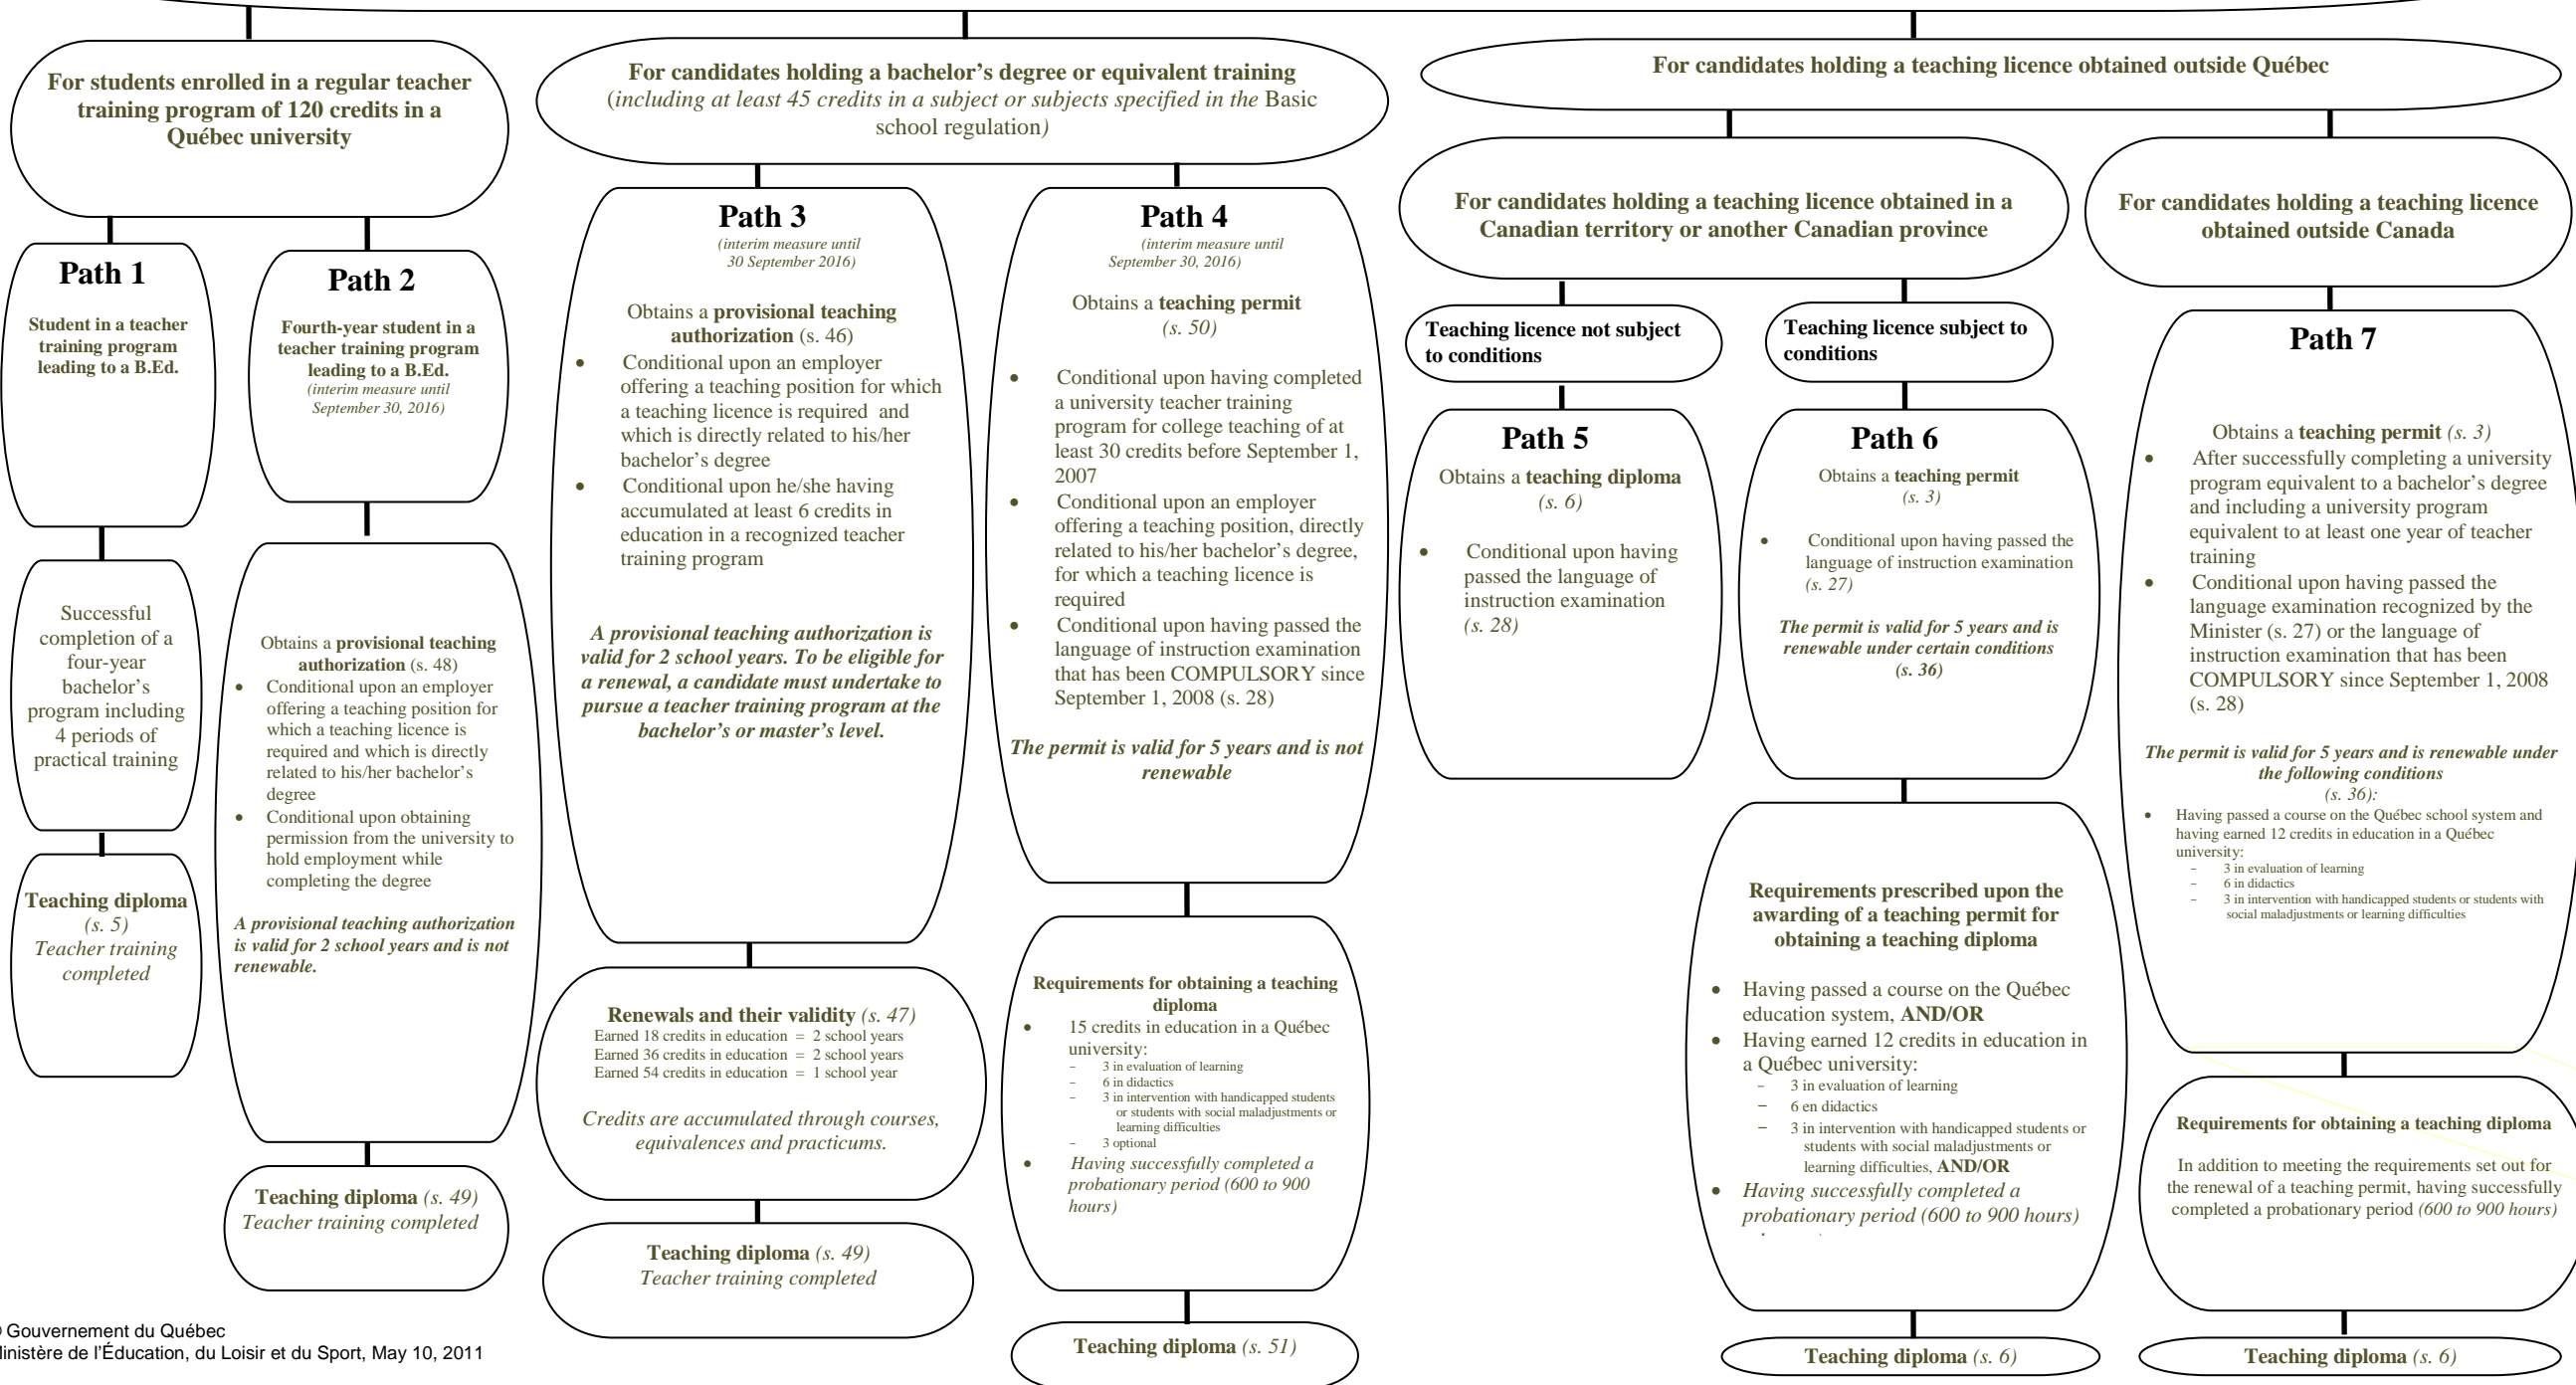 For students enrolled in a regular teacher
training program of 120 credits in a
Québec university
Path 1
Student in a teacher
training program
leading to a B.Ed.
Successful
completion of a
four-year
bachelor's
program including
4 periods of
practical training
Teaching diploma
(s. 5)
Teacher training
completed
Path 2
Fourth-year student in a
teacher training program
leading to a B.Ed.
(interim measure until
September 30, 2016)
Obtains a provisional teaching
authorization (s. 48)
• Conditional upon an employer
offering a teaching position for
which a teaching licence is
required and which is directly
related to his/her bachelor's
degree
• Conditional upon obtaining
permission from the university to
hold employment while
completing the degree
A provisional teaching authorization
is valid for 2 school years and is not
renewable.
Teaching diploma (s. 49)
Teacher training completed
For candidates holding a bachelor's degree or equivalent training
(including at least 45 credits in a subject or subjects specified in the Basic
school regulation)
Path 3
(interim measure until
30 September 2016)
Obtains a provisional teaching
authorization (s. 46)
• Conditional upon an employer
offering a teaching position for which
a teaching licence is required and
which is directly related to his/her
bachelor's degree
• Conditional upon he/she having
accumulated at least 6 credits in
education in a recognized teacher
training program
A provisional teaching authorization is
valid for 2 school years. To be eligible for
a renewal, a candidate must undertake to
pursue a teacher training program at the
bachelor's or master's level.
Renewals and their validity (s. 47)
Earned 18 credits in education = 2 school years
Earned 36 credits in education = 2 school years
Earned 54 credits in education = 1 school year
Credits are accumulated through courses,
equivalences and practicums.
Teaching diploma (s. 49)
Teacher training completed
Path 4
(interim measure until
September 30, 2016)
Obtains a teaching permit
(s. 50)
• Conditional upon having completed
a university teacher training
program for college teaching of at
least 30 credits before September 1,
2007
• Conditional upon an employer
offering a teaching position, directly
related to his/her bachelor's degree,
for which a teaching licence is
required
• Conditional upon having passed the
language of instruction examination
that has been COMPULSORY since
September 1, 2008 (s. 28)
The permit is valid for 5 years and is not
renewable
Requirements for obtaining a teaching
diploma
• 15 credits in education in a Québec
university:
- 3 in evaluation of learning
- 6 in didactics
- 3 in intervention with handicapped students
or students with social maladjustments or
learning difficulties
- 3 optional
• Having successfully completed a
probationary period (600 to 900
hours)
Teaching diploma (s. 51)
For candidates holding a teaching licence obtained outside Québec
For candidates holding a teaching licence obtained in a
Canadian territory or another Canadian province
Teaching licence not subject
to conditions
Path 5
Obtains a teaching diploma
(s. 6)
• Conditional upon having
passed the language of
instruction examination
(s. 28)
Teaching licence subject to
conditions
Path 6
Obtains a teaching permit
(s. 3)
• Conditional upon having passed the
language of instruction examination
(s. 27)
The permit is valid for 5 years and is
renewable under certain conditions
(s. 36)
Requirements prescribed upon the
awarding of a teaching permit for
obtaining a teaching diploma
• Having passed a course on the Québec
education system, AND/OR
• Having earned 12 credits in education in
a Québec university:
- 3 in evaluation of learning
- 6 en didactics
- 3 in intervention with handicapped students or
students with social maladjustments or
learning difficulties, AND/OR
• Having successfully completed a
probationary period (600 to 900 hours)
Teaching diploma (s. 6)
For candidates holding a teaching licence
obtained outside Canada
Path 7
Obtains a teaching permit (s. 3)
• After successfully completing a university
program equivalent to a bachelor's degree
and including a university program
equivalent to at least one year of teacher
training
• Conditional upon having passed the
language examination recognized by the
Minister (s. 27) or the language of
instruction examination that has been
COMPULSORY since September 1, 2008
(s. 28)
The permit is valid for 5 years and is renewable under
the following conditions
(s. 36):
• Having passed a course on the Québec school system and
having earned 12 credits in education in a Québec
university:
- 3 in evaluation of learning
- 6 in didactics
- 3 in intervention with handicapped students or students with
social maladjustments or learning difficulties
Requirements for obtaining a teaching diploma
In addition to meeting the requirements set out for
the renewal of a teaching permit, having successfully
completed a probationary period (600 to 900 hours)
Teaching diploma (s. 6)
Gouvernement du Québec
inistère de l'Éducation, du Loisir et du Sport, May 10, 2011